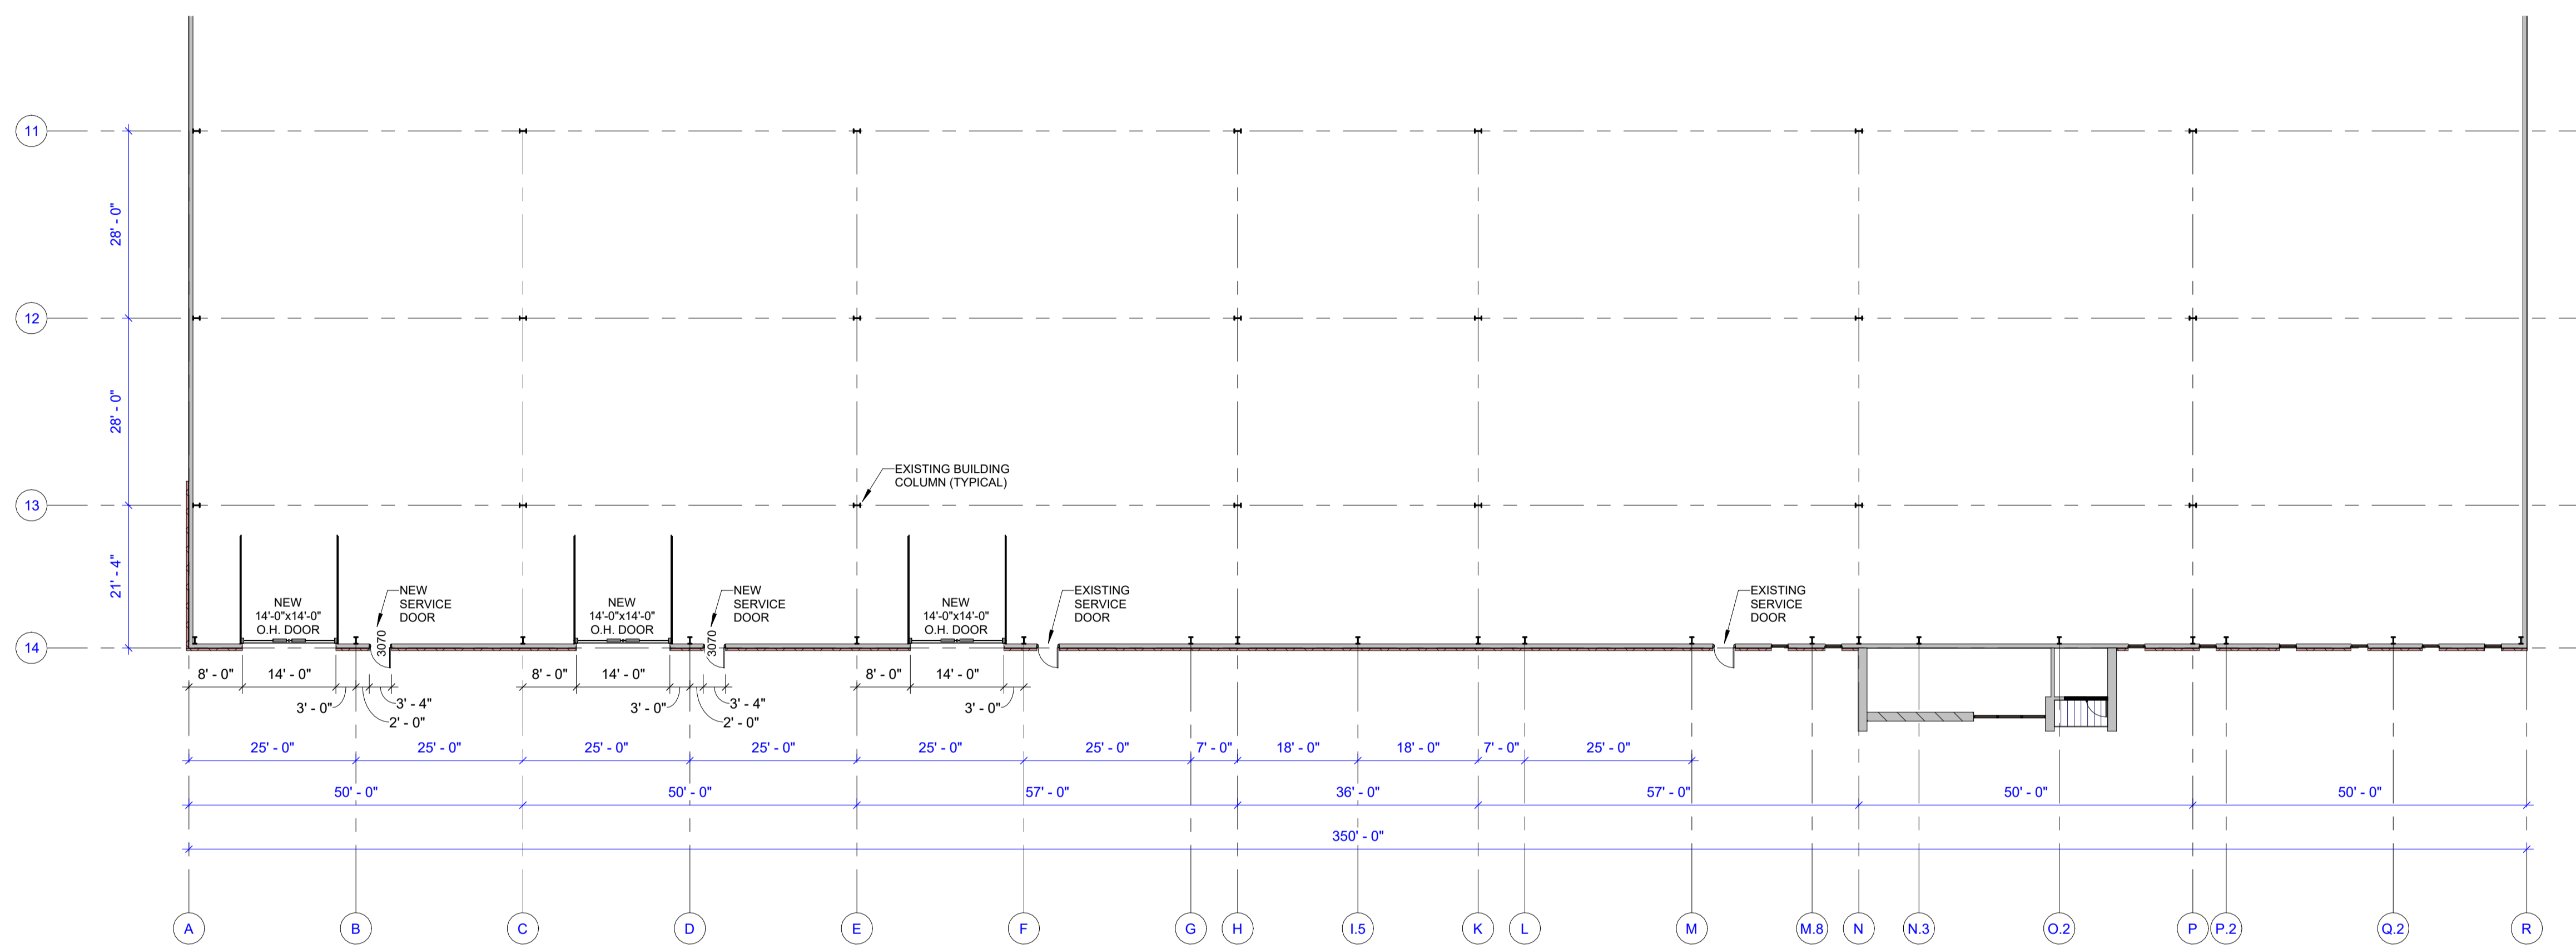 11
28' - 0"
12
28' - 0"
EXISTING BUILDING
COLUMN (TYPICAL)
13
21' - 4"
NEW
14'-0"x14'-0"
O.H. DOOR
NEW
SERVICE
DOOR
3070
NEW
14'-0"x14'-0"
O.H. DOOR
NEW
SERVICE
DOOR
3070
NEW
14'-0"x14'-0"
O.H. DOOR
EXISTING
SERVICE
DOOR
EXISTING
SERVICE
DOOR
14
8' - 0" 14' - 0" 8' - 0" 14' - 0" 8' - 0" 14' - 0"
3' - 0" 3' - 4" 3' - 0" 3' - 4" 3' - 0"
2' - 0" 2' - 0"
25' - 0" 25' - 0" 25' - 0" 25' - 0" 25' - 0" 25' - 0" 7' - 0" 18' - 0" 18' - 0" 7' - 0" 25' - 0"
50' - 0" 50' - 0" 57' - 0" 36' - 0" 57' - 0" 50' - 0" 50' - 0"
350' - 0"
A B C D E F G H I.5 K L M M.8 N N.3 O.2 P P.2 Q.2 R